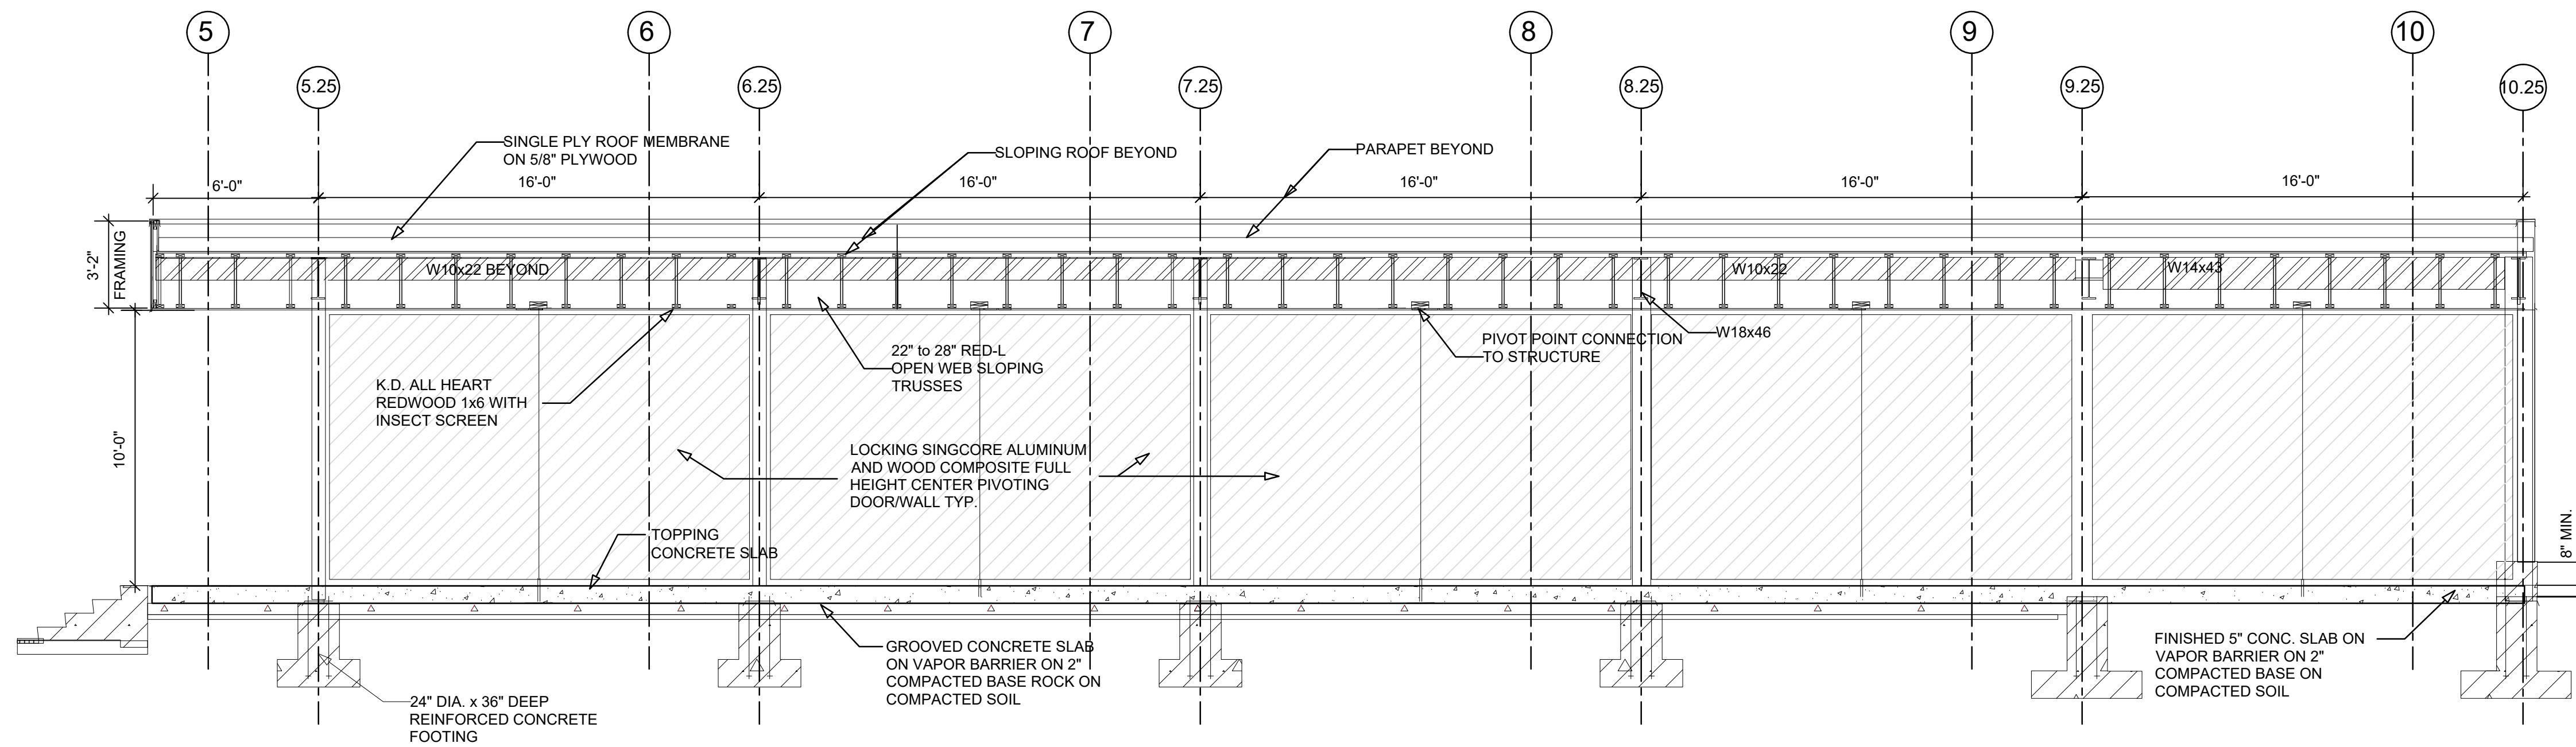 5
6
7
8
9
10
5.25
6.25
7.25
8.25
9.25
10.25
SINGLE PLY ROOF MEMBRANE
ON 5/8" PLYWOOD
SLOPING ROOF BEYOND
PARAPET BEYOND
6'-0"
16'-0"
16'-0"
16'-0"
16'-0"
16'-0"
3'-2"
FRAMING
W10x22 BEYOND
W10x22
W14x43
W18x46
PIVOT POINT CONNECTION
TO STRUCTURE
22" to 28" RED-L
OPEN WEB SLOPING
TRUSSES
K.D. ALL HEART
REDWOOD 1x6 WITH
INSECT SCREEN
10'-0"
LOCKING SINGCORE ALUMINUM
AND WOOD COMPOSITE FULL
HEIGHT CENTER PIVOTING
DOOR/WALL TYP.
TOPPING
CONCRETE SLAB
8" MIN.
GROOVED CONCRETE SLAB
ON VAPOR BARRIER ON 2"
COMPACTED BASE ROCK ON
COMPACTED SOIL
FINISHED 5" CONC. SLAB ON
VAPOR BARRIER ON 2"
COMPACTED BASE ON
COMPACTED SOIL
24" DIA. x 36" DEEP
REINFORCED CONCRETE
FOOTING